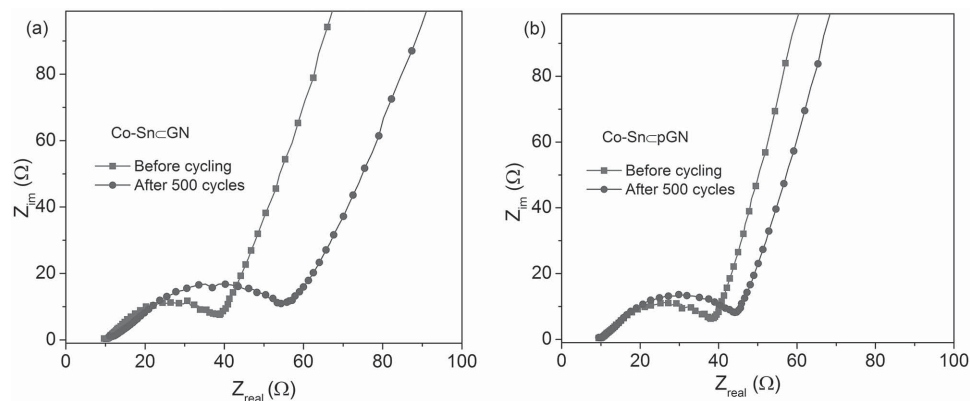 (a)
80
60
40
20
0
Z_im (Ω)
Co-Sn⊂GN
Before cycling
After 500 cycles
0 20 40 60 80 100
Z_real (Ω)
(b)
80
60
40
20
0
Z_im (Ω)
Co-Sn⊂pGN
Before cycling
After 500 cycles
0 20 40 60 80 100
Z_real (Ω)